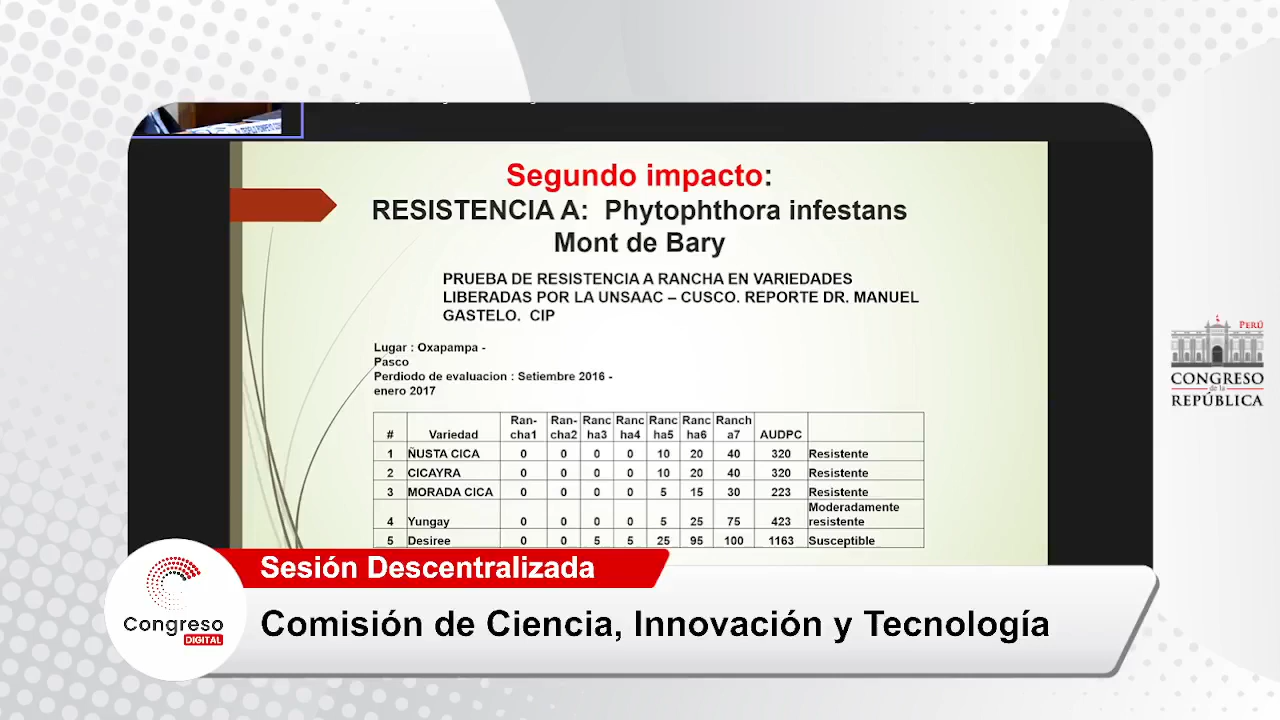 Segundo impacto:
RESISTENCIA A: Phytophthora infestans
Mont de Bary
PRUEBA DE RESISTENCIA A RANCHA EN VARIEDADES
LIBERADAS POR LA UNSAAC – CUSCO. REPORTE DR. MANUEL
GASTELO. CIP
Lugar : Oxapampa -
Pasco
Perdiodo de evaluacion : Setiembre 2016 -
enero 2017
# Variedad Ran-cha1 Ran-cha2 Rancha3 Rancha4 Rancha5 Rancha6 Rancha7 AUDPC
1 ÑUSTA CICA 0 0 0 0 10 20 40 320 Resistente
2 CICAYRA 0 0 0 0 10 20 40 320 Resistente
3 MORADA CICA 0 0 0 0 5 15 30 223 Resistente
4 Yungay 0 0 0 0 5 25 75 423 Moderadamente resistente
5 Desiree 0 0 5 5 25 95 100 1163 Susceptible
PERÚ
CONGRESO
de la
REPÚBLICA
Sesión Descentralizada
Congreso
DIGITAL
Comisión de Ciencia, Innovación y Tecnología